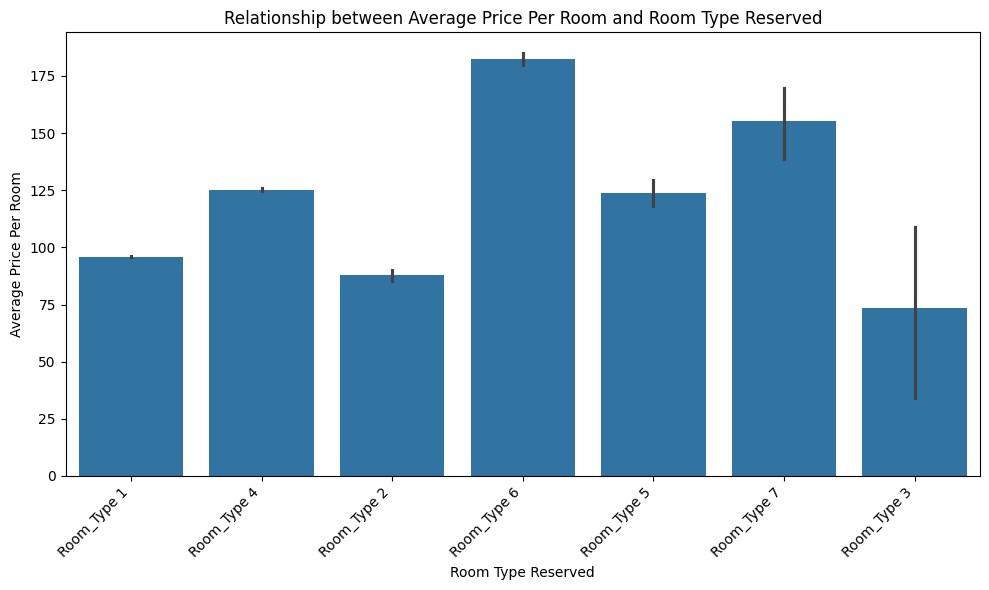 Relationship between Average Price Per Room and Room Type Reserved
Average Price Per Room
175
150
125
100
75
50
25
0
Room_Type 1
Room_Type 4
Room_Type 2
Room_Type 6
Room_Type 5
Room_Type 7
Room_Type 3
Room Type Reserved